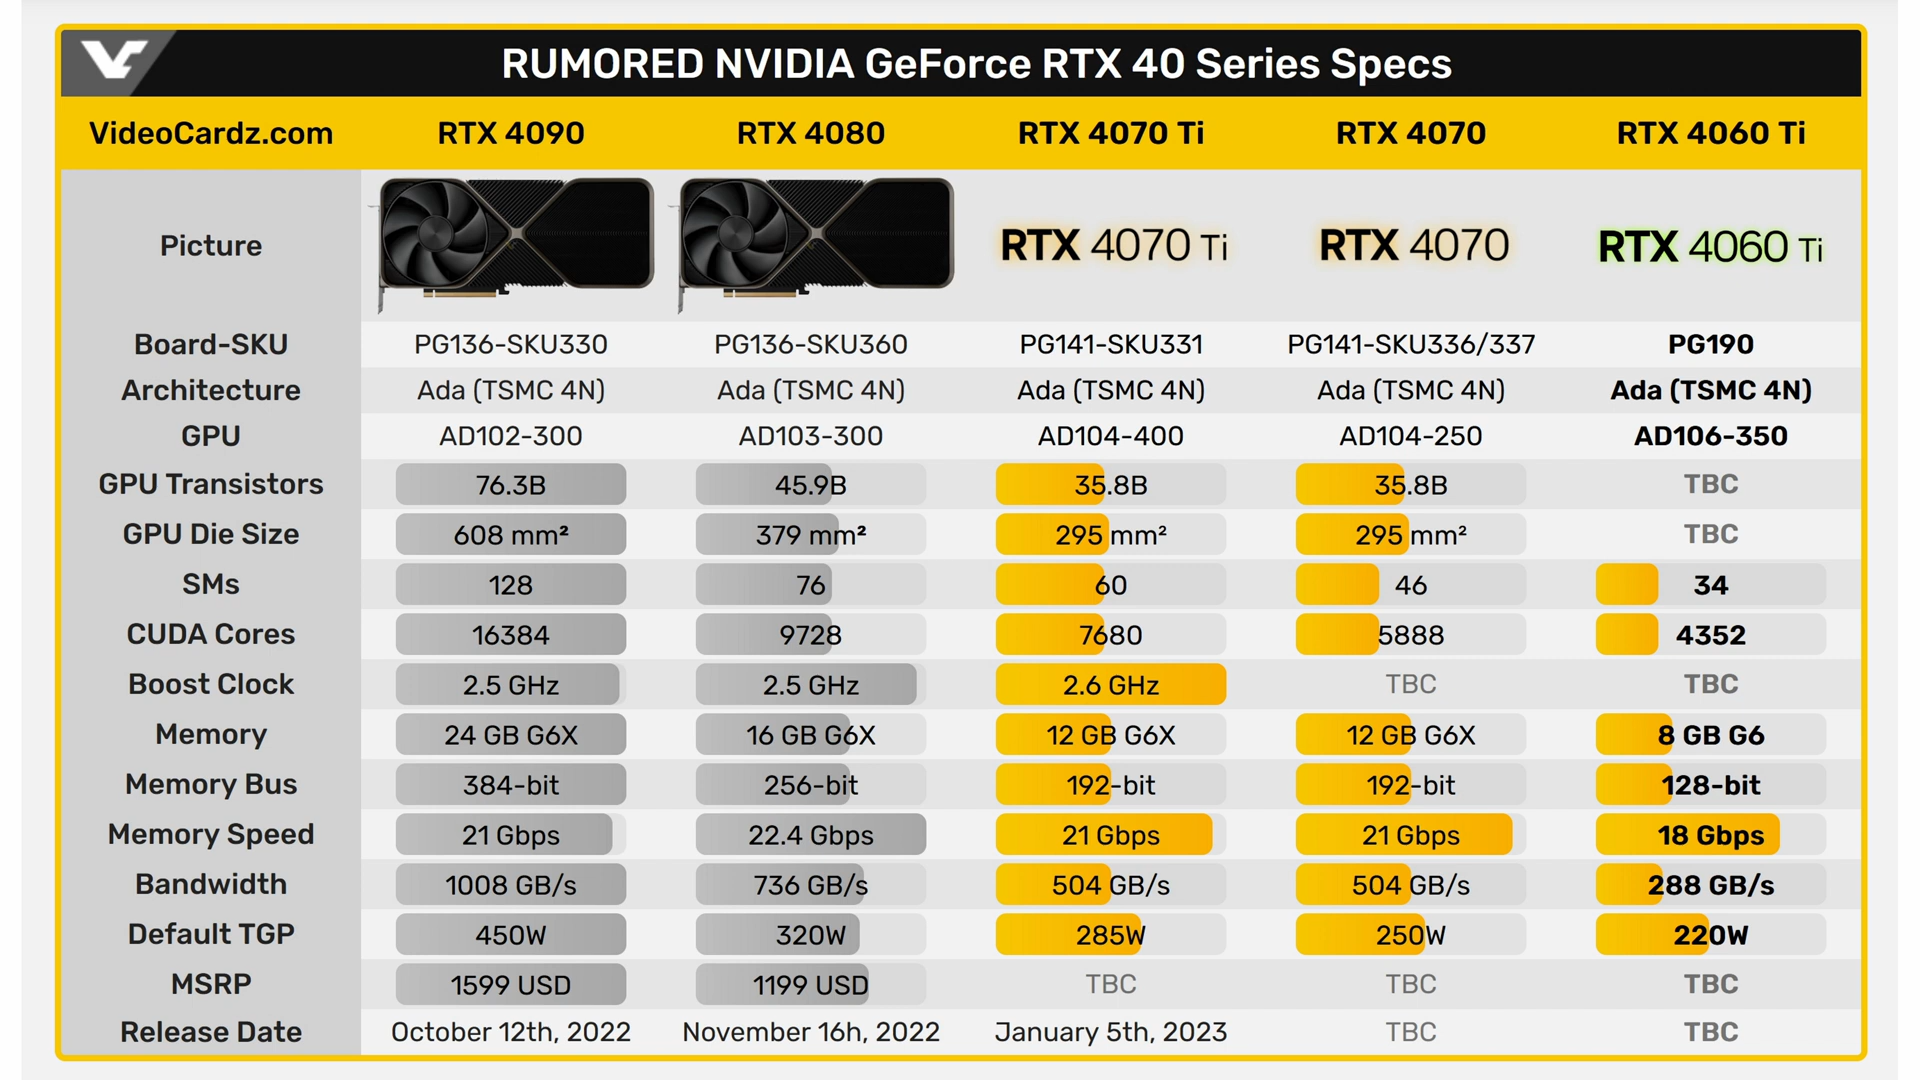 RUMORED NVIDIA GeForce RTX 40 Series Specs
VideoCardz.com RTX 4090 RTX 4080 RTX 4070 Ti RTX 4070 RTX 4060 Ti
Picture RTX 4070 Ti RTX 4070 RTX 4060 Ti
Board-SKU PG136-SKU330 PG136-SKU360 PG141-SKU331 PG141-SKU336/337 PG190
Architecture Ada (TSMC 4N) Ada (TSMC 4N) Ada (TSMC 4N) Ada (TSMC 4N) Ada (TSMC 4N)
GPU AD102-300 AD103-300 AD104-400 AD104-250 AD106-350
GPU Transistors 76.3B 45.9B 35.8B 35.8B TBC
GPU Die Size 608 mm² 379 mm² 295 mm² 295 mm² TBC
SMs 128 76 60 46 34
CUDA Cores 16384 9728 7680 5888 4352
Boost Clock 2.5 GHz 2.5 GHz 2.6 GHz TBC TBC
Memory 24 GB G6X 16 GB G6X 12 GB G6X 12 GB G6X 8 GB G6
Memory Bus 384-bit 256-bit 192-bit 192-bit 128-bit
Memory Speed 21 Gbps 22.4 Gbps 21 Gbps 21 Gbps 18 Gbps
Bandwidth 1008 GB/s 736 GB/s 504 GB/s 504 GB/s 288 GB/s
Default TGP 450W 320W 285W 250W 220W
MSRP 1599 USD 1199 USD TBC TBC TBC
Release Date October 12th, 2022 November 16h, 2022 January 5th, 2023 TBC TBC